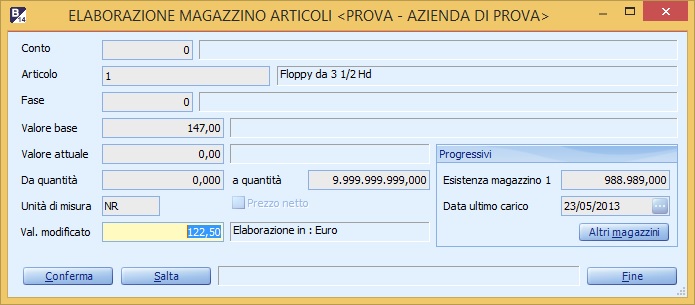 B 14 ELABORAZIONE MAGAZZINO ARTICOLI <PROVA - AZIENDA DI PROVA>
Conto 0
Articolo 1 Floppy da 3 1/2 Hd
Fase 0
Valore base 147,00
Valore attuale 0,00
Da quantità 0,000 a quantità 9.999.999.999,000
Unità di misura NR Prezzo netto
Val. modificato 122,50 Elaborazione in : Euro
Progressivi
Esistenza magazzino 1 988.989,000
Data ultimo carico 23/05/2013 ...
Altri magazzini
Conferma Salta Fine